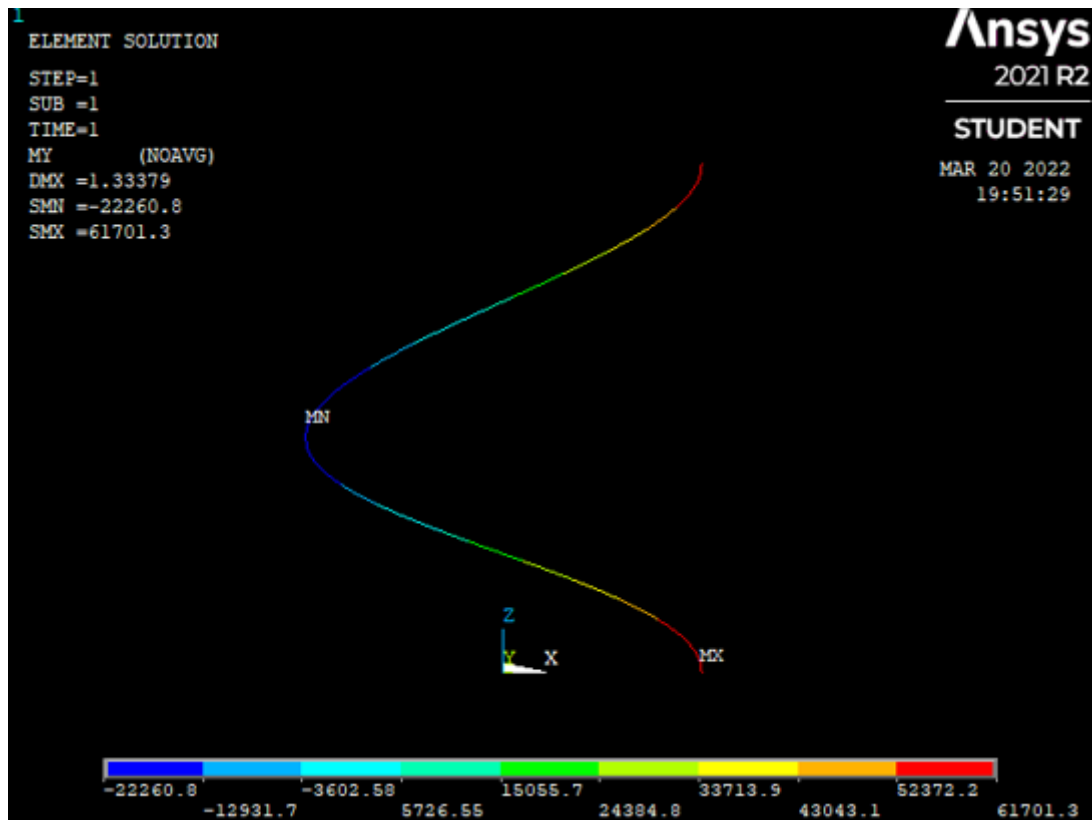 1
ELEMENT SOLUTION
STEP=1
SUB =1
TIME=1
MY (NOAVG)
DMX =1.33379
SMN =-22260.8
SMX =61701.3
Ansys
2021 R2
STUDENT
MAR 20 2022
19:51:29
MN
Z
Y X
MX
-22260.8 -3602.58 15055.7 33713.9 52372.2
-12931.7 5726.55 24384.8 43043.1 61701.3